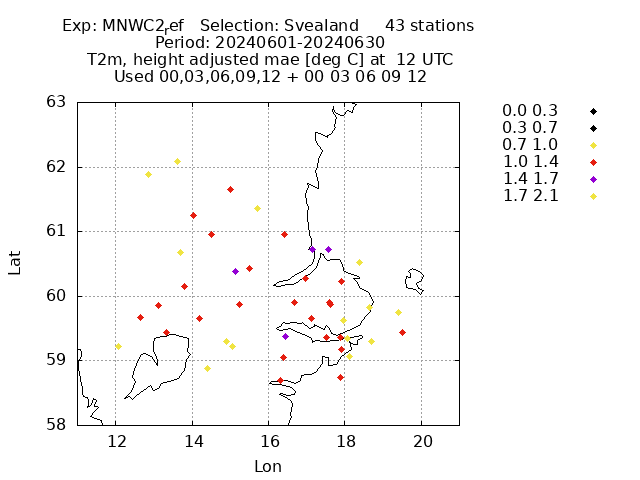 Exp: MNWC2ref   Selection: Svealand     43 stations
Period: 20240601-20240630
T2m, height adjusted mae [deg C] at  12 UTC
Used 00,03,06,09,12 + 00 03 06 09 12
63
62
61
60
59
58
12
14
16
18
20
Lat
Lon
0.0 0.3
0.3 0.7
0.7 1.0
1.0 1.4
1.4 1.7
1.7 2.1